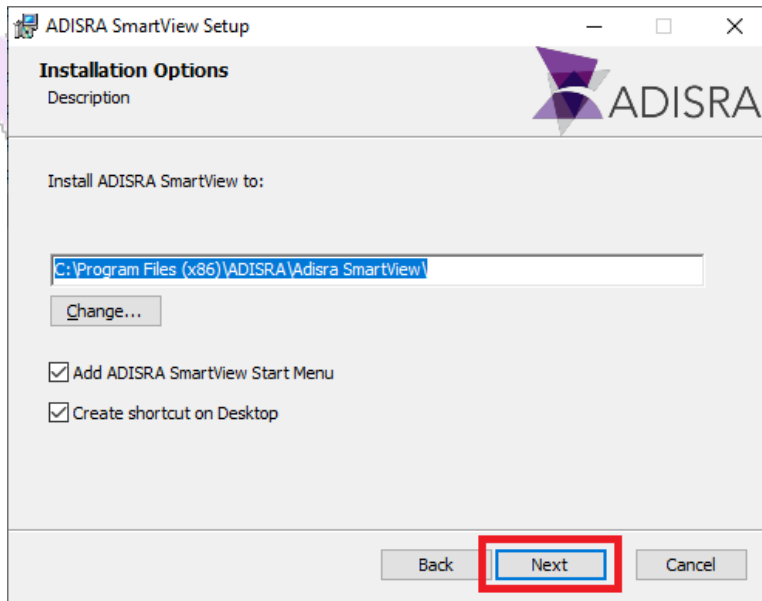 ADISRA SmartView Setup
Installation Options
Description
ADISRA
Install ADISRA SmartView to:
C:\Program Files (x86)\ADISRA\Adisra SmartView\
Change...
Add ADISRA SmartView Start Menu
Create shortcut on Desktop
Back Next Cancel